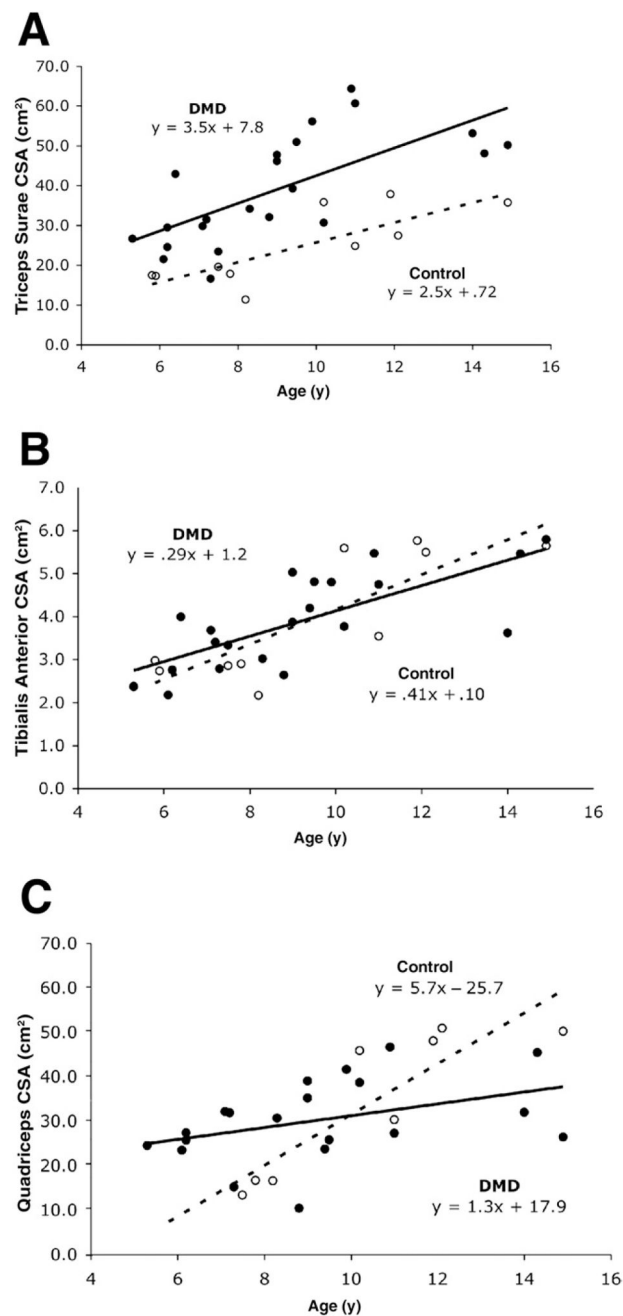 A
70.0
60.0
50.0
40.0
30.0
20.0
10.0
0.0
Triceps Surae CSA (cm²)
DMD
y = 3.5x + 7.8
Control
y = 2.5x + .72
4 6 8 10 12 14 16
Age (y)
B
7.0
6.0
5.0
4.0
3.0
2.0
1.0
0.0
Tibialis Anterior CSA (cm²)
DMD
y = .29x + 1.2
Control
y = .41x + .10
4 6 8 10 12 14 16
Age (y)
C
70.0
60.0
50.0
40.0
30.0
20.0
10.0
0.0
Quadriceps CSA (cm²)
Control
y = 5.7x – 25.7
DMD
y = 1.3x + 17.9
4 6 8 10 12 14 16
Age (y)